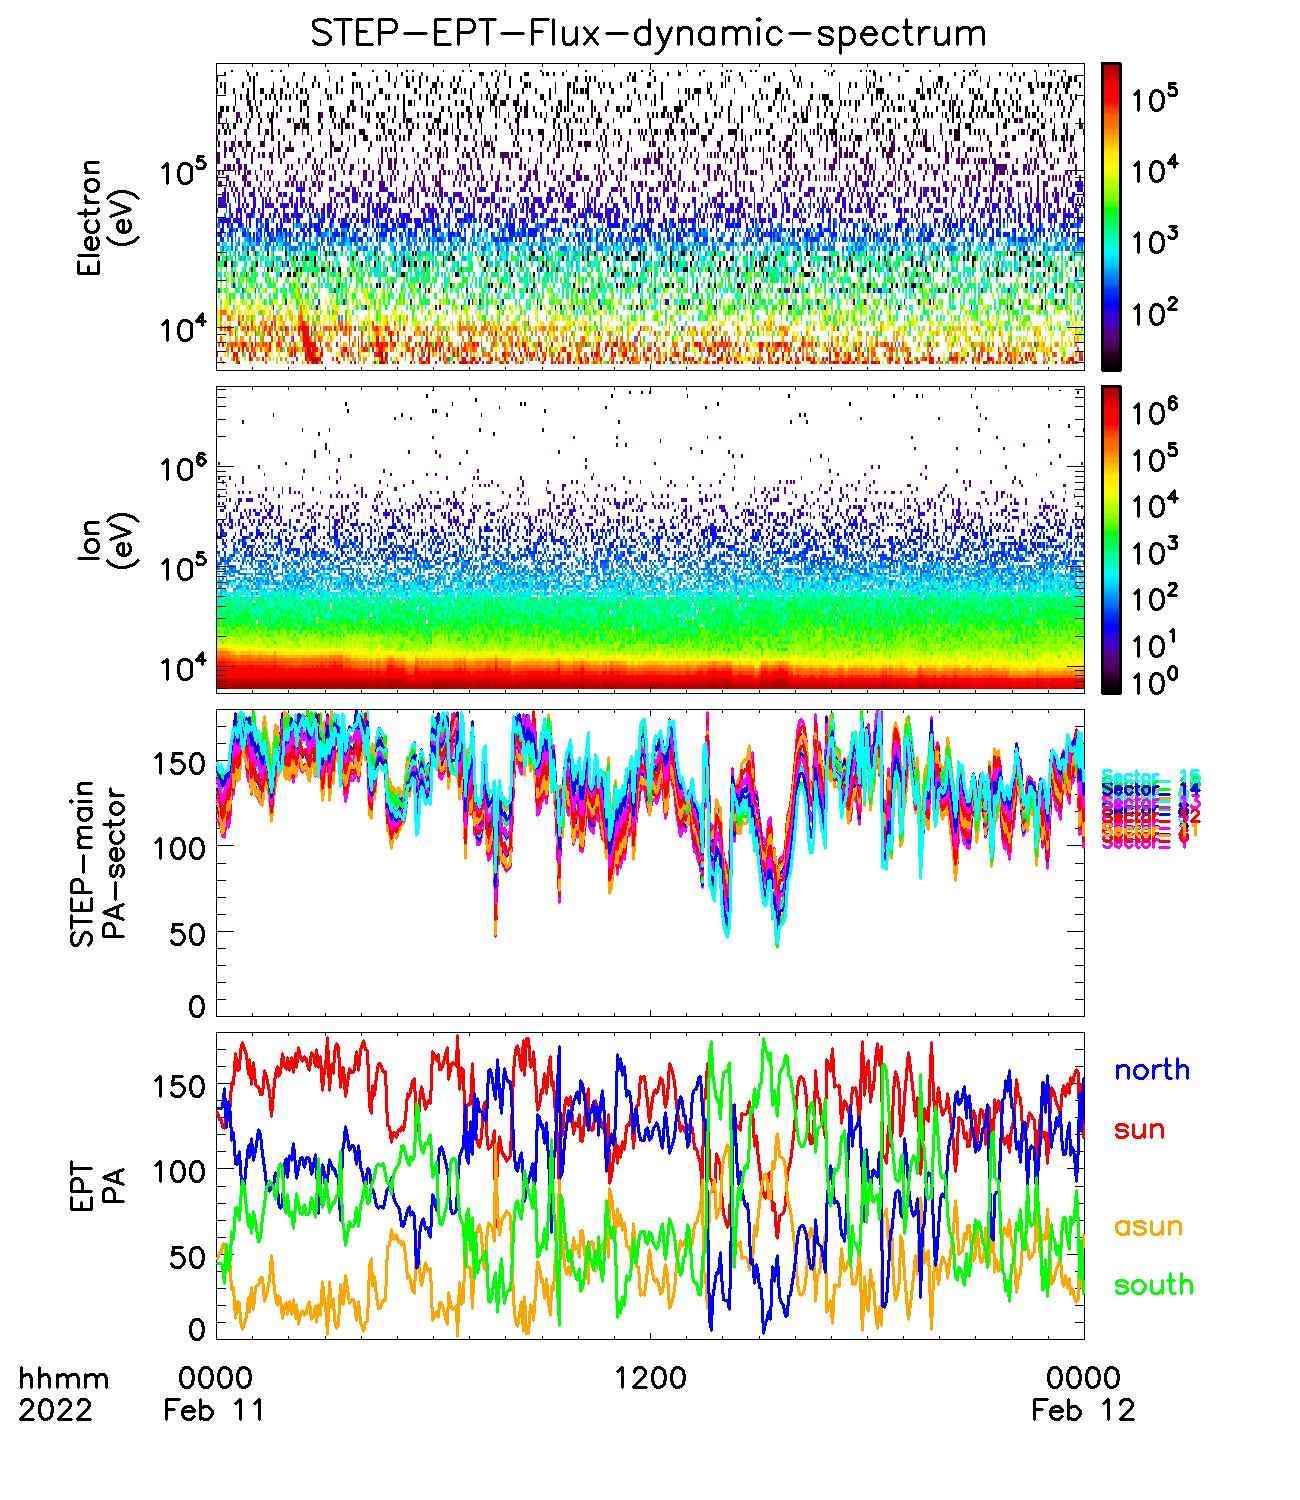 STEP-EPT-Flux-dynamic-spectrum
Electron
(eV)
10^5
10^4
10^5
10^4
10^3
10^2
Ion
(eV)
10^6
10^5
10^4
10^6
10^5
10^4
10^3
10^2
10^1
10^0
STEP-main
PA-sector
150
100
50
0
Sector_ 15
Sector_ 14
EPT
PA
150
100
50
0
north
sun
asun
south
hhmm
2022
0000
Feb 11
1200
0000
Feb 12